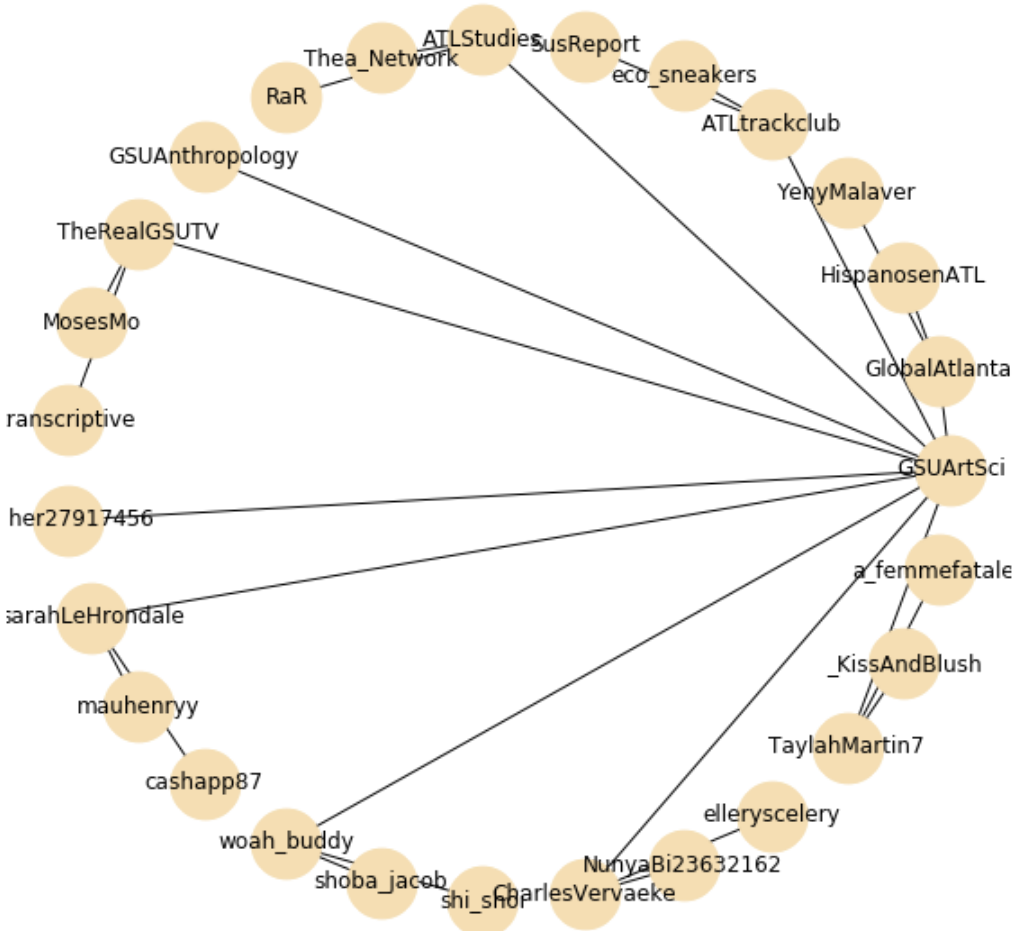 ATLStudies
SusReport
Thea_Network
eco_sneakers
RaR
ATLtrackclub
GSUAnthropology
YenyMalaver
TheRealGSUTV
HispanosenATL
MosesMo
GlobalAtlanta
ranscriptive
GSUArtSci
her27917456
a_femmefatale
sarahLeHrondale
_KissAndBlush
mauhenryy
TaylahMartin7
cashapp87
elleryscelery
woah_buddy
NunyaBi23632162
shoba_jacob
CharlesVervaeke
shi_shor